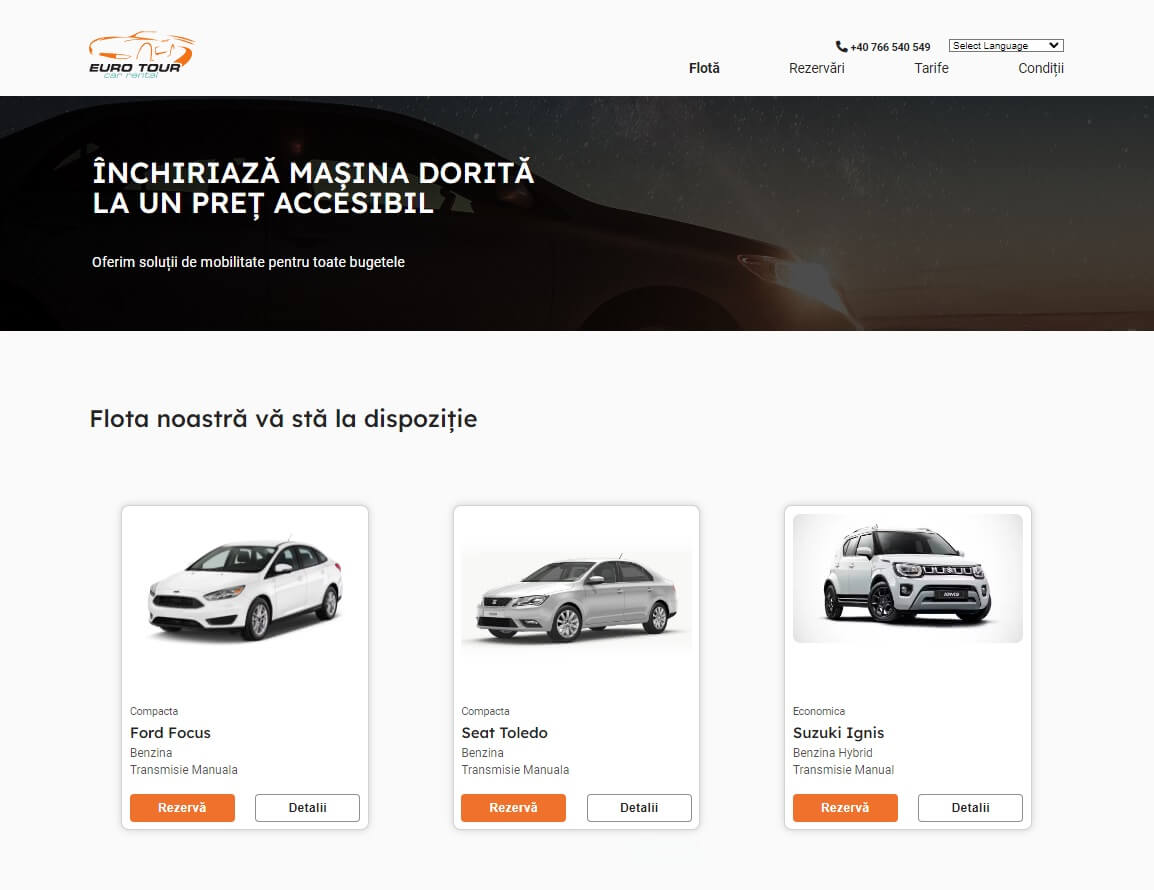 EURO TOUR
car rental
+40 766 540 549
Select Language
Flotă
Rezervări
Tarife
Condiții
ÎNCHIRIAZĂ MAȘINA DORITĂ
LA UN PREȚ ACCESIBIL
Oferim soluții de mobilitate pentru toate bugetele
Flota noastră vă stă la dispoziție
Compacta
Ford Focus
Benzina
Transmisie Manuala
Rezervă
Detalii
Compacta
Seat Toledo
Benzina
Transmisie Manuala
Rezervă
Detalii
IGNIS
Economica
Suzuki Ignis
Benzina Hybrid
Transmisie Manual
Rezervă
Detalii